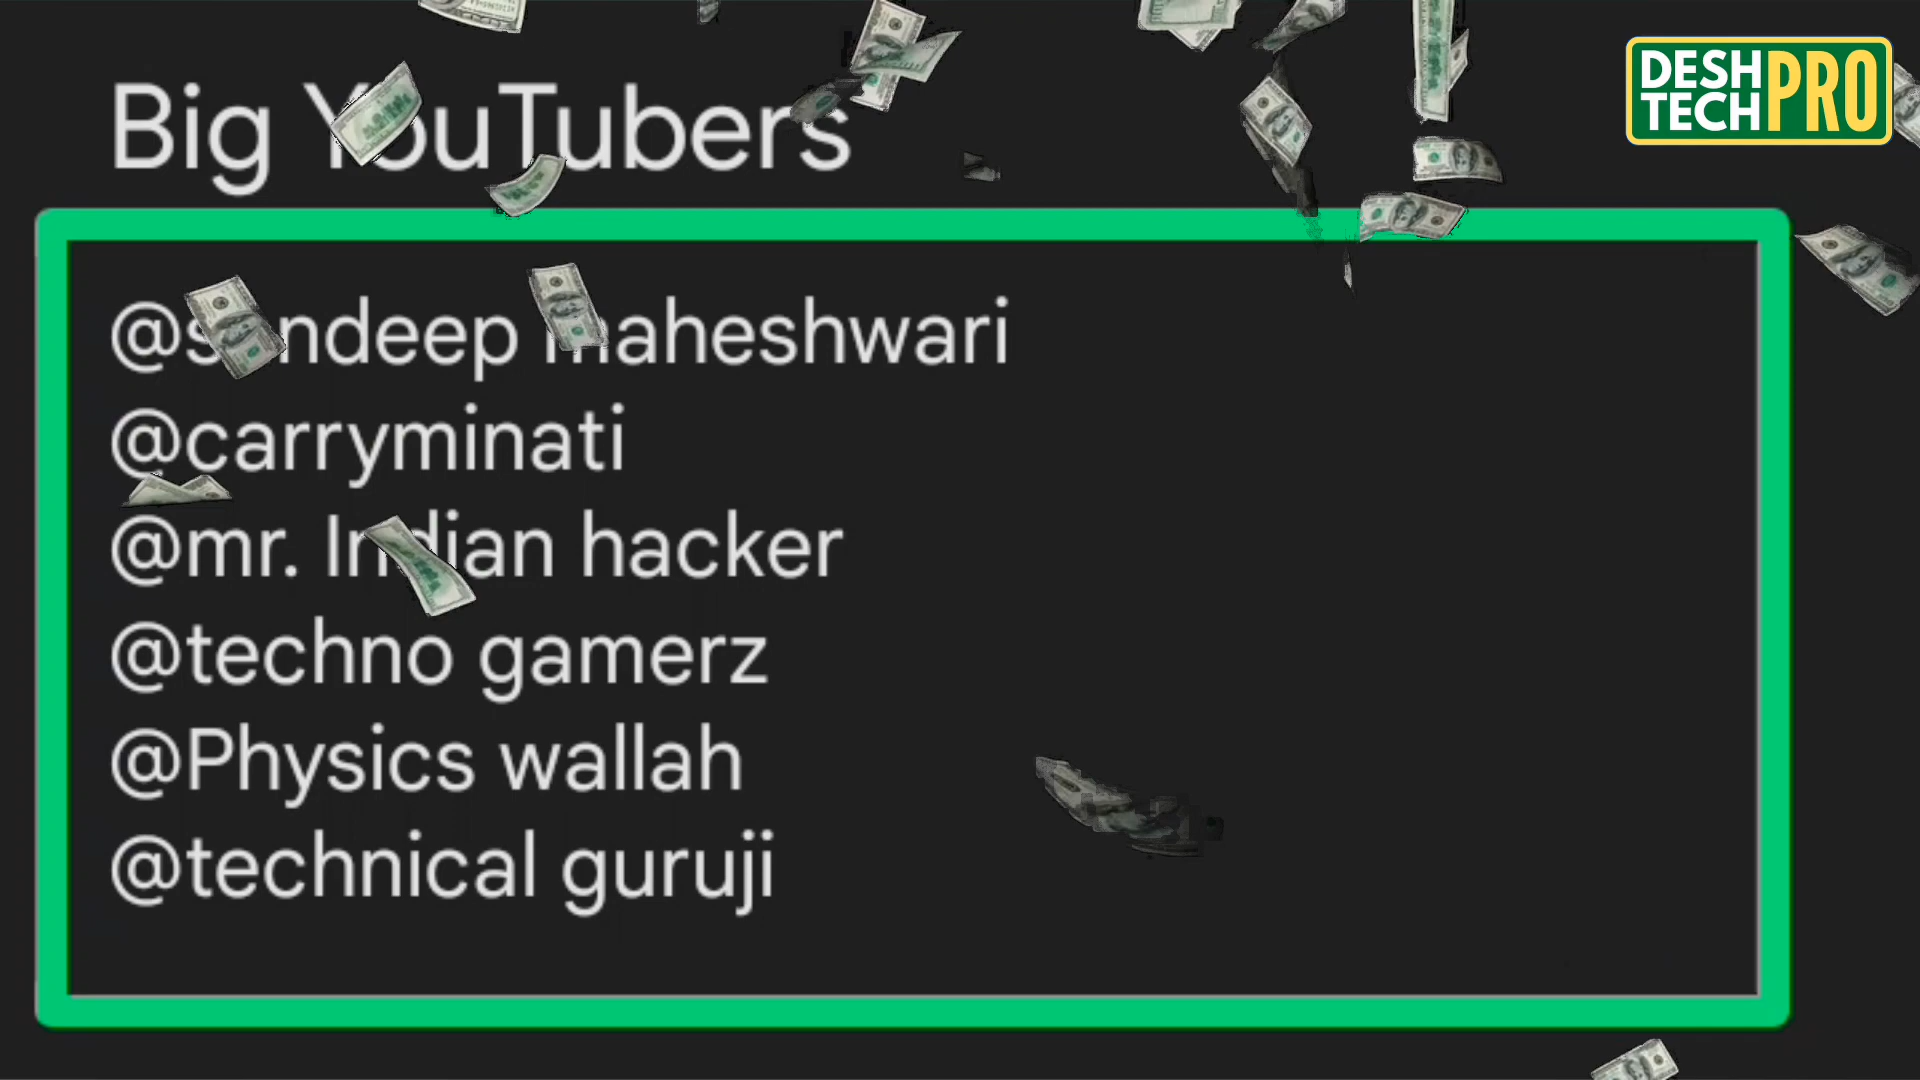 Big YouTubers
DESH
TECH PRO
@sandeep maheshwari
@carryminati
@mr. Indian hacker
@techno gamerz
@Physics wallah
@technical guruji